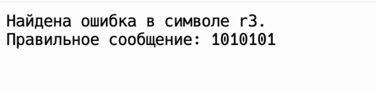 Найдена ошибка в символе r3.
Правильное сообщение: 1010101